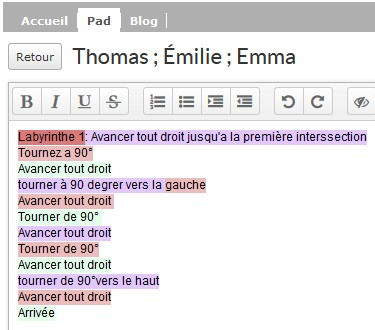 Accueil Pad Blog
Retour Thomas ; Émilie ; Emma
B I U S
Labyrinthe 1: Avancer tout droit jusqu'a la première interssection
Tournez a 90°
Avancer tout droit
tourner à 90 degrer vers la gauche
Avancer tout droit
Tourner de 90°
Avancer tout droit
Tourner de 90°
Avancer tout droit
tourner de 90°vers le haut
Avancer tout droit
Arrivée